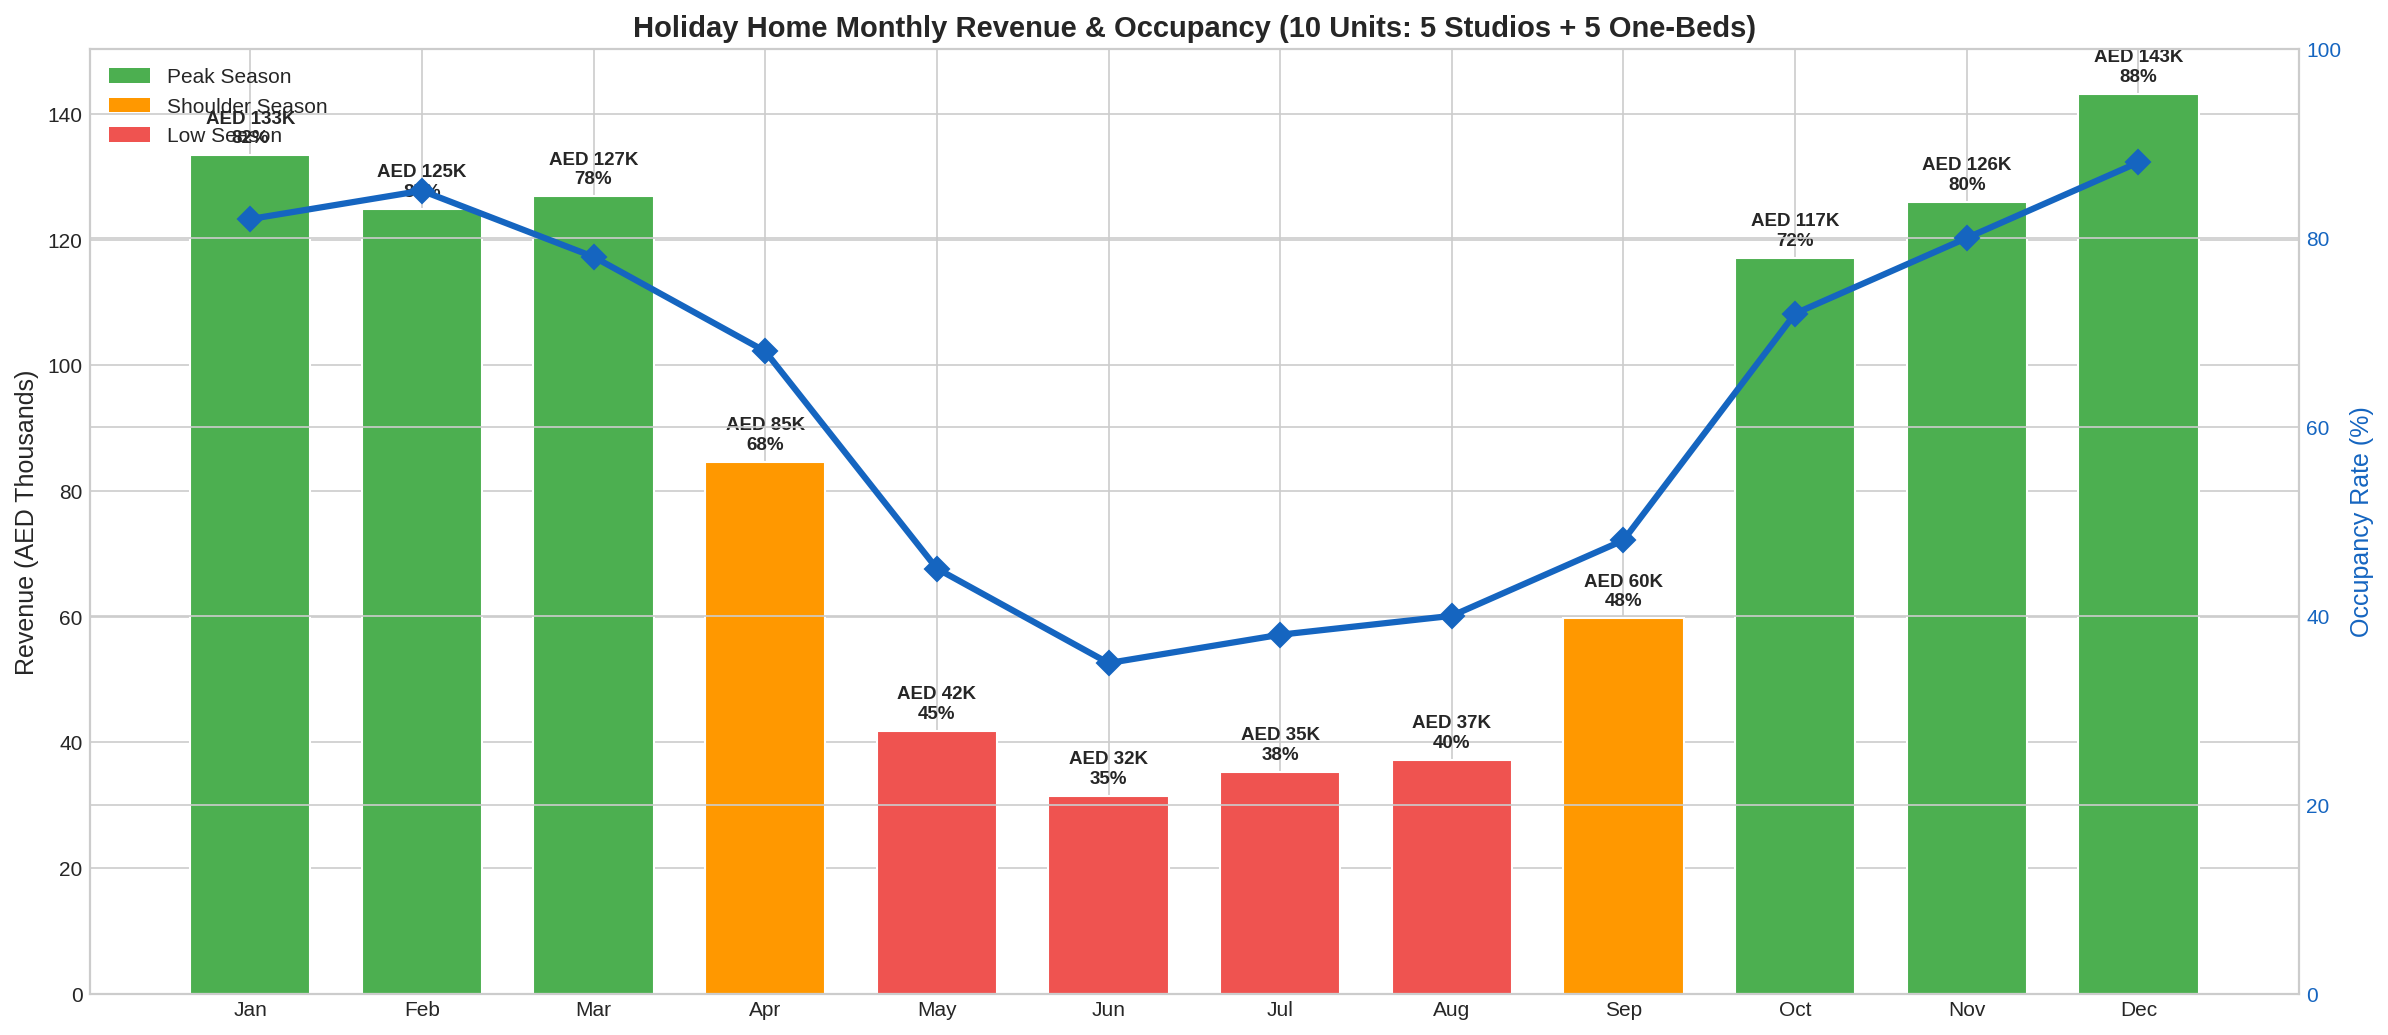 Holiday Home Monthly Revenue & Occupancy (10 Units: 5 Studios + 5 One-Beds)
Peak Season
Shoulder Season
Low Season
AED 133K
82%
AED 125K
AED 127K
78%
AED 85K
68%
AED 42K
45%
AED 32K
35%
AED 35K
38%
AED 37K
40%
AED 60K
48%
AED 117K
72%
AED 126K
80%
AED 143K
88%
Revenue (AED Thousands)
140
120
100
80
60
40
20
0
Occupancy Rate (%)
100
80
60
40
20
0
Jan Feb Mar Apr May Jun Jul Aug Sep Oct Nov Dec